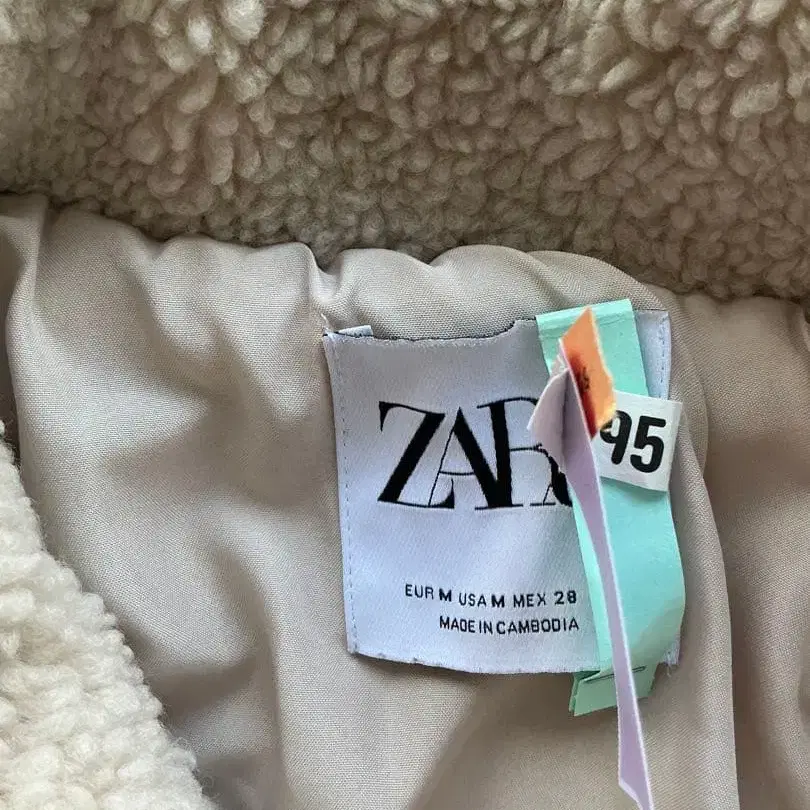 ZARA
95
EUR M USA M MEX 28
MADE IN CAMBODIA